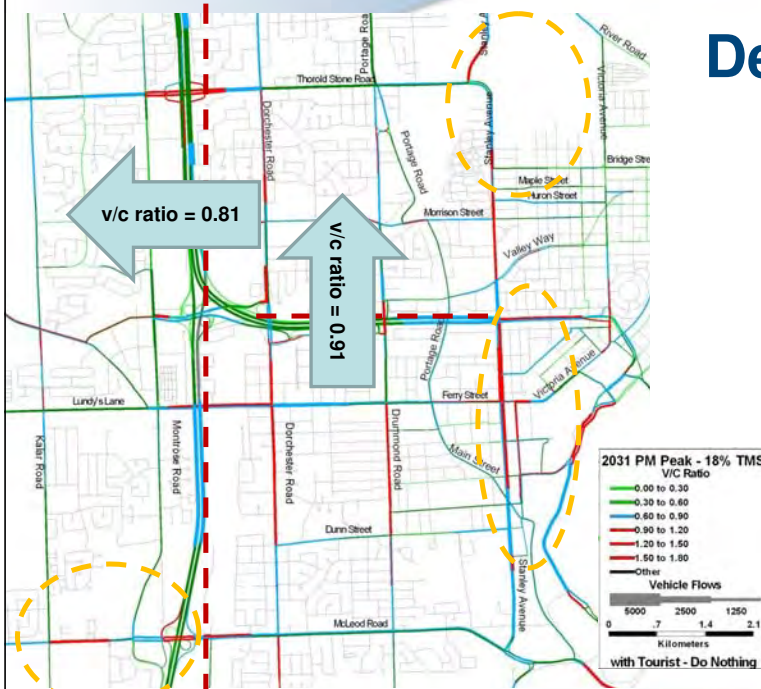 De
River Road
Portage Roa
Stanley A
Thorold Stone Road
Victoria Avenue
Dorchester Road
Stanley Avenue
Portage Road
Bridge Stre
Maple Street
Huron Street
v/c ratio = 0.81
v/c ratio = 0.91
Morrison Street
Valley Way
Portage Road
Victoria Avenue
Lundy's Lane
Ferry Street
Kalar Road
Montrose Road
Dorchester Road
Drummond Road
Main Street
Dunn Street
Stanley Avenue
McLeod Road
2031 PM Peak - 18% TMS
V/C Ratio
0.00 to 0.30
0.30 to 0.60
0.60 to 0.90
0.90 to 1.20
1.20 to 1.50
1.50 to 1.80
Other
Vehicle Flows
5000 2500 1250
0 .7 1.4 2.1
Kilometers
with Tourist - Do Nothing